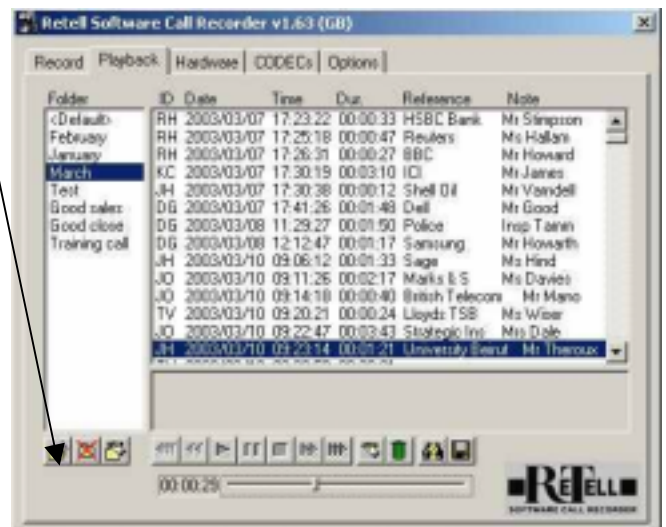 Retell Software Call Recorder v1.63 (GB)
Record Playback Hardware CODECs Options
Folder ID Date Time Dur. Reference Note
<Default> RH 2003/03/07 17:23:22 00:00:33 HSBC Bank Mr Stimpson
February RH 2003/03/07 17:25:18 00:00:47 Reuters Ms Hallam
January RH 2003/03/07 17:26:31 00:00:27 BBC Mr Howard
March KC 2003/03/07 17:30:19 00:03:10 ICI Mr James
Test JH 2003/03/07 17:30:38 00:00:12 Shell Oil Mr Varndell
Good sales DG 2003/03/07 17:41:26 00:01:48 Dell Mr Good
Good close DG 2003/03/08 11:29:27 00:01:50 Police Insp Tamm
Training call DG 2003/03/08 12:12:47 00:01:17 Samsung Mr Howarth
JH 2003/03/10 09:06:12 00:01:33 Sage Ms Hind
JO 2003/03/10 09:11:26 00:02:17 Marks & S Ms Davies
JO 2003/03/10 09:14:18 00:00:40 British Telecom Mr Mano
TV 2003/03/10 09:20:21 00:00:24 Lloyds TSB Ms Wiser
JO 2003/03/10 09:22:47 00:03:43 Strategic Ins Mrs Dale
JH 2003/03/10 09:23:14 00:01:21 University Beirut Mr Theroux
00:00:29
RETELL
SOFTWARE CALL RECORDER